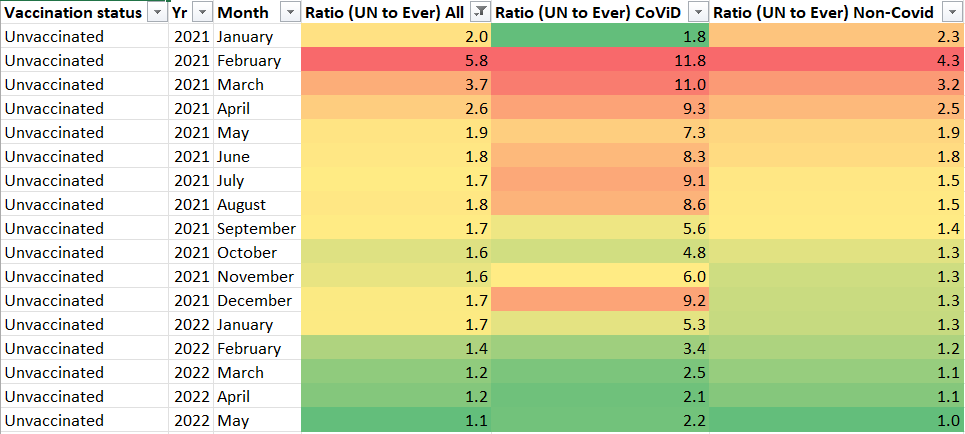 Vaccination status Yr Month Ratio (UN to Ever) All Ratio (UN to Ever) CoViD Ratio (UN to Ever) Non-Covid
Unvaccinated 2021 January 2.0 1.8 2.3
Unvaccinated 2021 February 5.8 11.8 4.3
Unvaccinated 2021 March 3.7 11.0 3.2
Unvaccinated 2021 April 2.6 9.3 2.5
Unvaccinated 2021 May 1.9 7.3 1.9
Unvaccinated 2021 June 1.8 8.3 1.8
Unvaccinated 2021 July 1.7 9.1 1.5
Unvaccinated 2021 August 1.8 8.6 1.5
Unvaccinated 2021 September 1.7 5.6 1.4
Unvaccinated 2021 October 1.6 4.8 1.3
Unvaccinated 2021 November 1.6 6.0 1.3
Unvaccinated 2021 December 1.7 9.2 1.3
Unvaccinated 2022 January 1.7 5.3 1.3
Unvaccinated 2022 February 1.4 3.4 1.2
Unvaccinated 2022 March 1.2 2.5 1.1
Unvaccinated 2022 April 1.2 2.1 1.1
Unvaccinated 2022 May 1.1 2.2 1.0